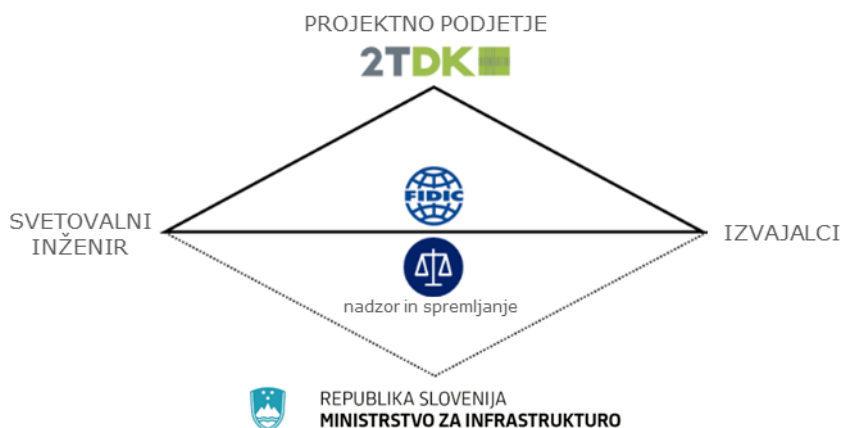 PROJEKTNO PODJETJE
2TDK
FIDIC
SVETOVALNI
INŽENIR
IZVAJALCI
nadzor in spremljanje
REPUBLIKA SLOVENIJA
MINISTRSTVO ZA INFRASTRUKTURO